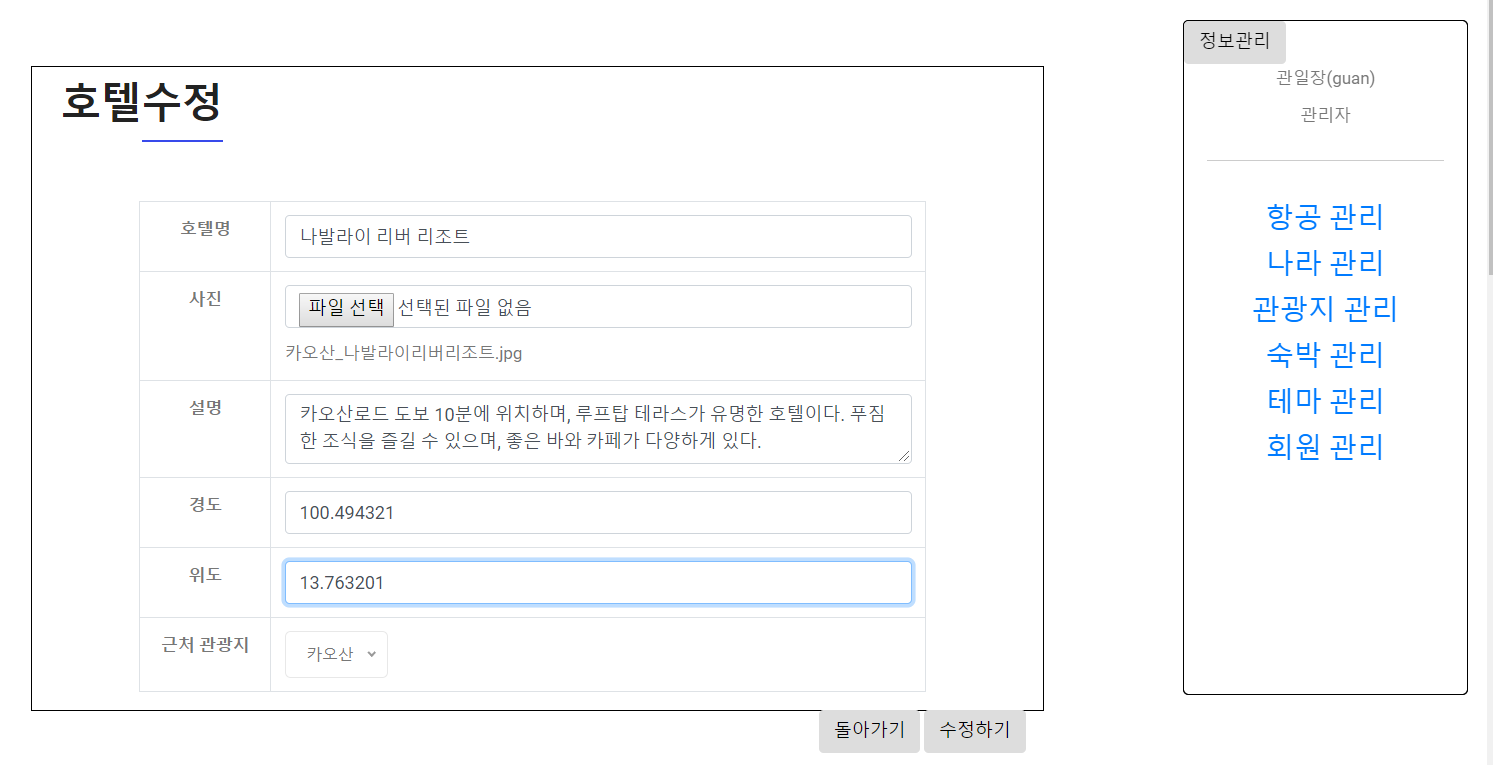 호텔수정
호텔명
나발라이 리버 리조트
사진
파일 선택 선택된 파일 없음
카오산_나발라이리버리조트.jpg
설명
카오산로드 도보 10분에 위치하며, 루프탑 테라스가 유명한 호텔이다. 푸짐
한 조식을 즐길 수 있으며, 좋은 바와 카페가 다양하게 있다.
경도
100.494321
위도
13.763201
근처 관광지
카오산
돌아가기 수정하기
정보관리
관일장(guan)
관리자
항공 관리
나라 관리
관광지 관리
숙박 관리
테마 관리
회원 관리